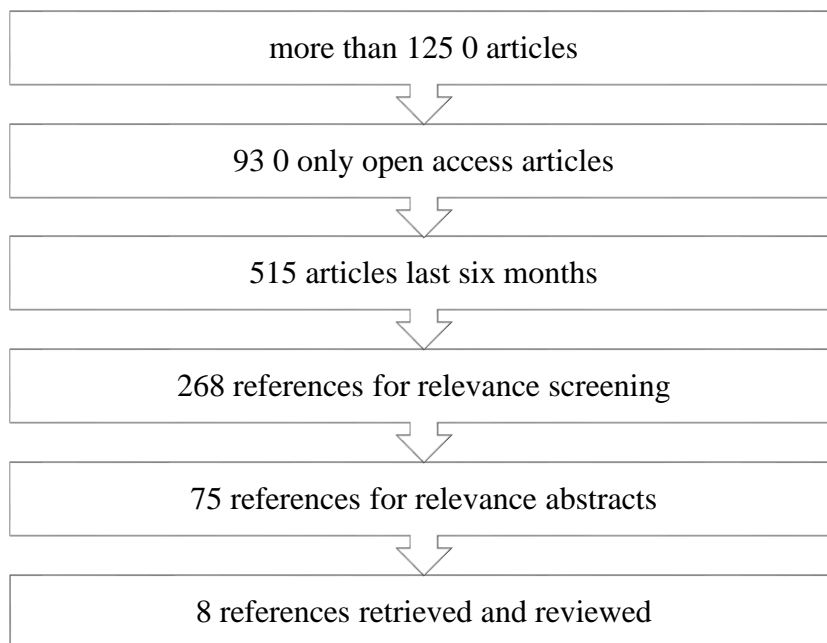 more than 125 0 articles
93 0 only open access articles
515 articles last six months
268 references for relevance screening
75 references for relevance abstracts
8 references retrieved and reviewed